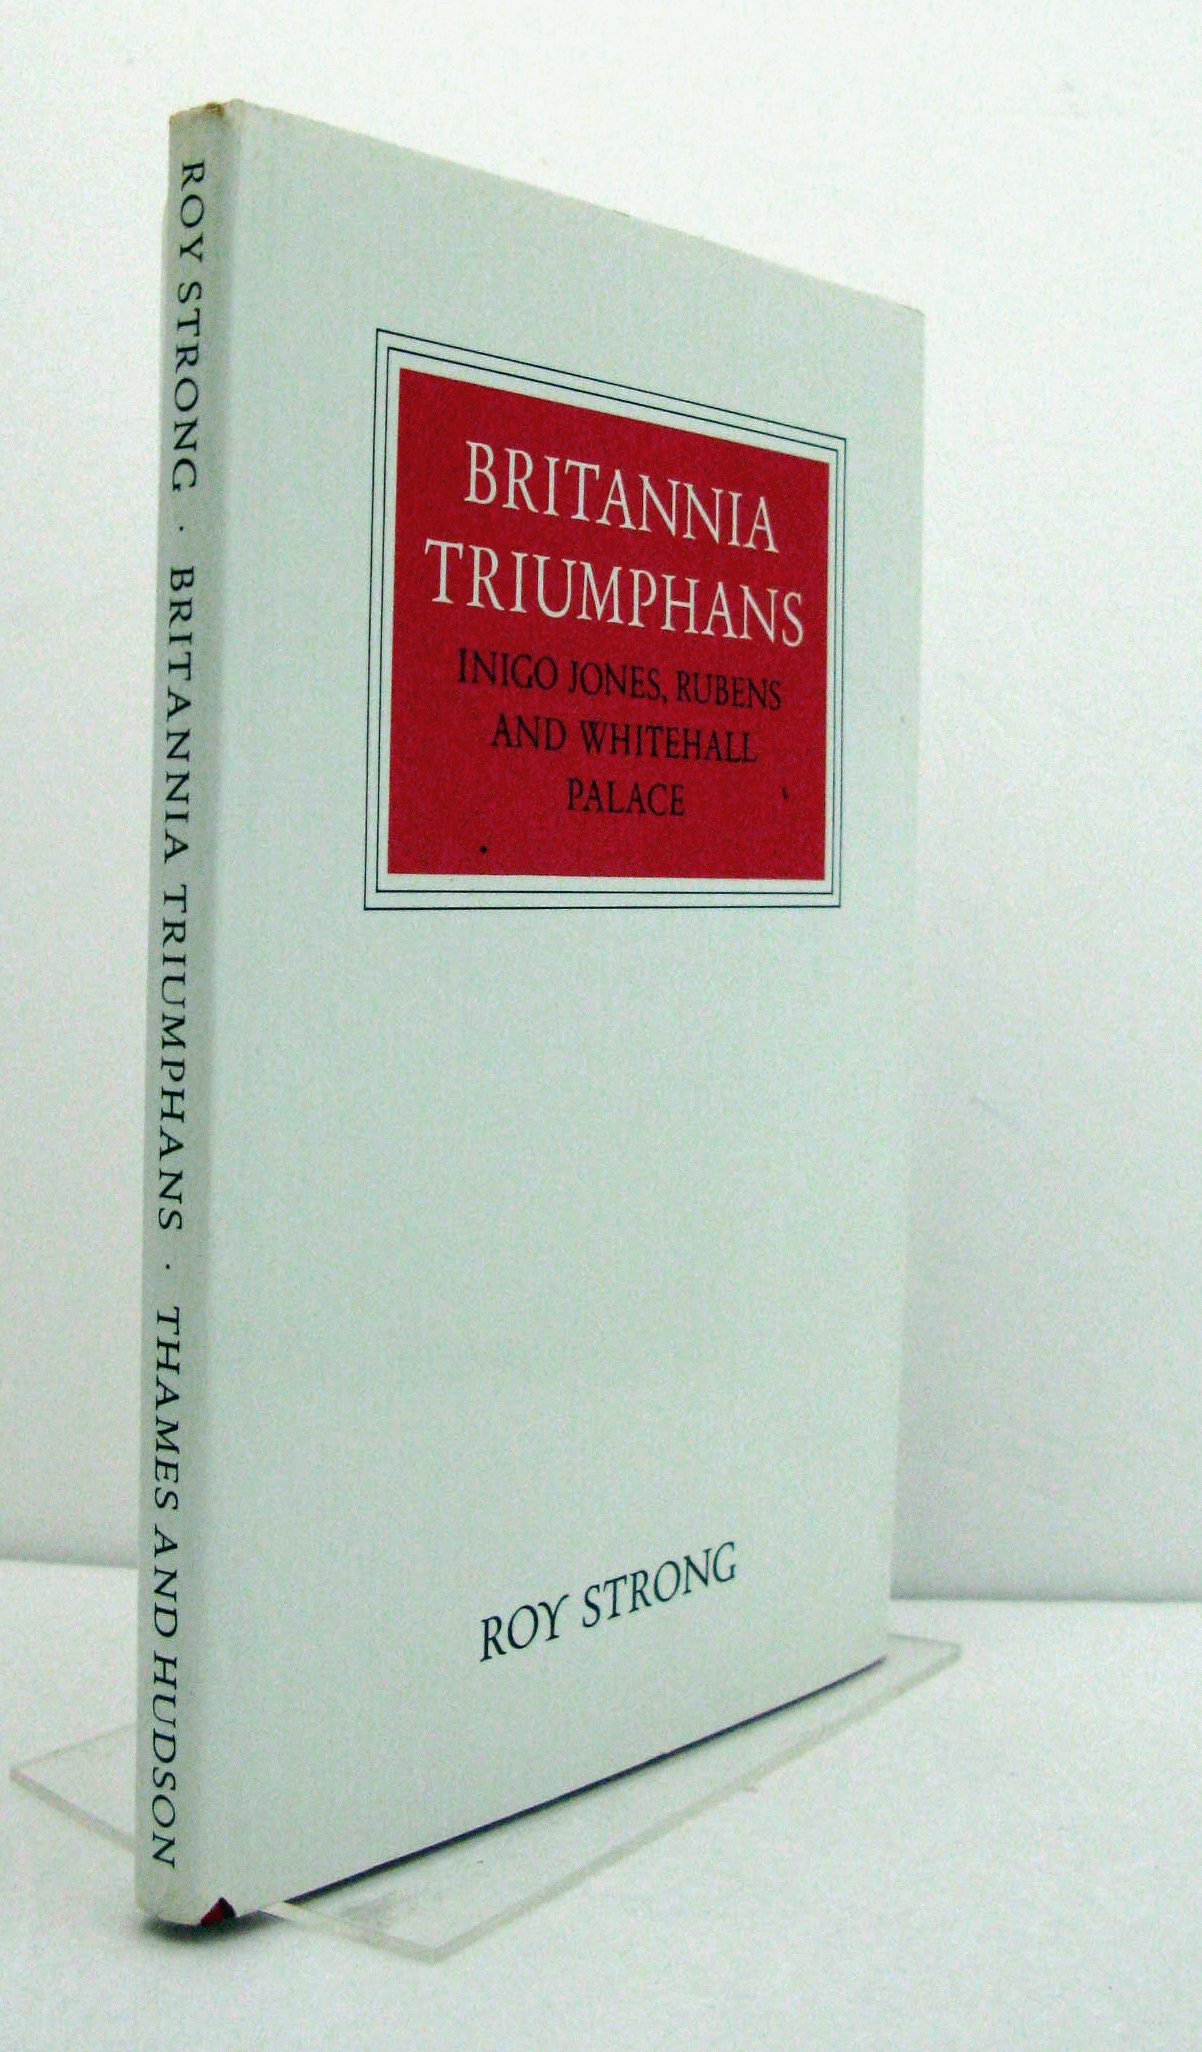 ROY STRONG · BRITANNIA TRIUMPHANS · THAMES AND HUDSON
BRITANNIA
TRIUMPHANS
INIGO JONES, RUBENS
AND WHITEHALL
PALACE
ROY STRONG